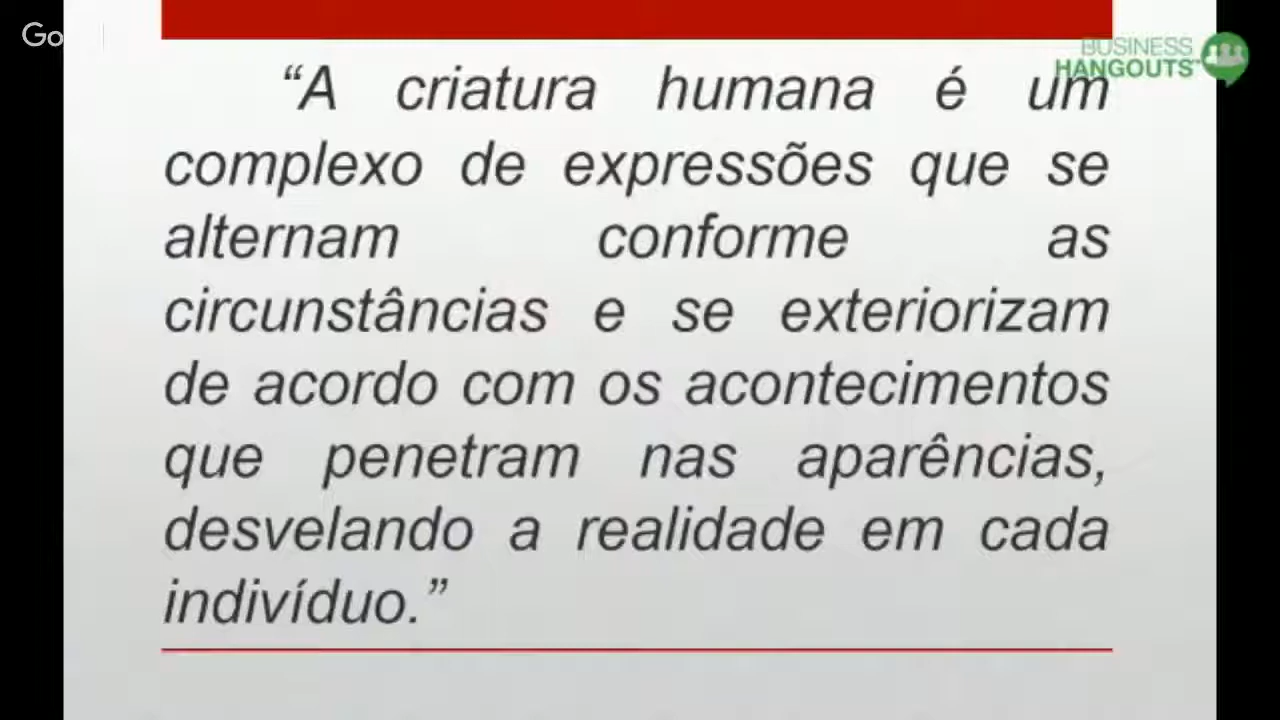 Go
BUSINESS
HANGOUTS
“A criatura humana é um
complexo de expressões que se
alternam conforme as
circunstâncias e se exteriorizam
de acordo com os acontecimentos
que penetram nas aparências,
desvelando a realidade em cada
indivíduo.”